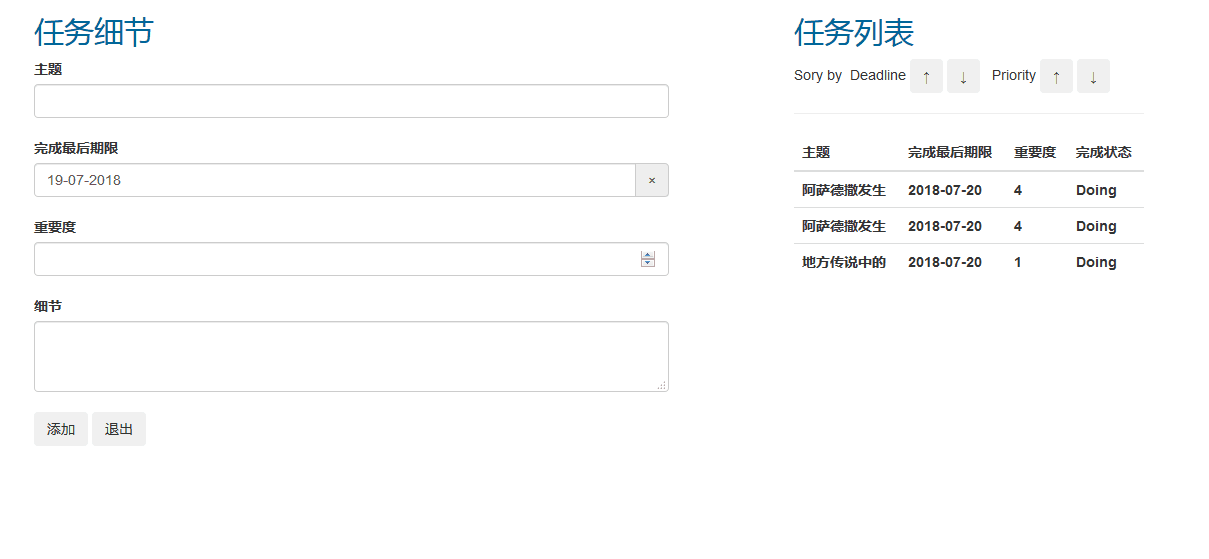 任务细节
主题
完成最后期限
19-07-2018 ×
重要度
细节
添加 退出
任务列表
Sory by Deadline ↑ ↓ Priority ↑ ↓
主题 完成最后期限 重要度 完成状态
阿萨德撒发生 2018-07-20 4 Doing
阿萨德撒发生 2018-07-20 4 Doing
地方传说中的 2018-07-20 1 Doing